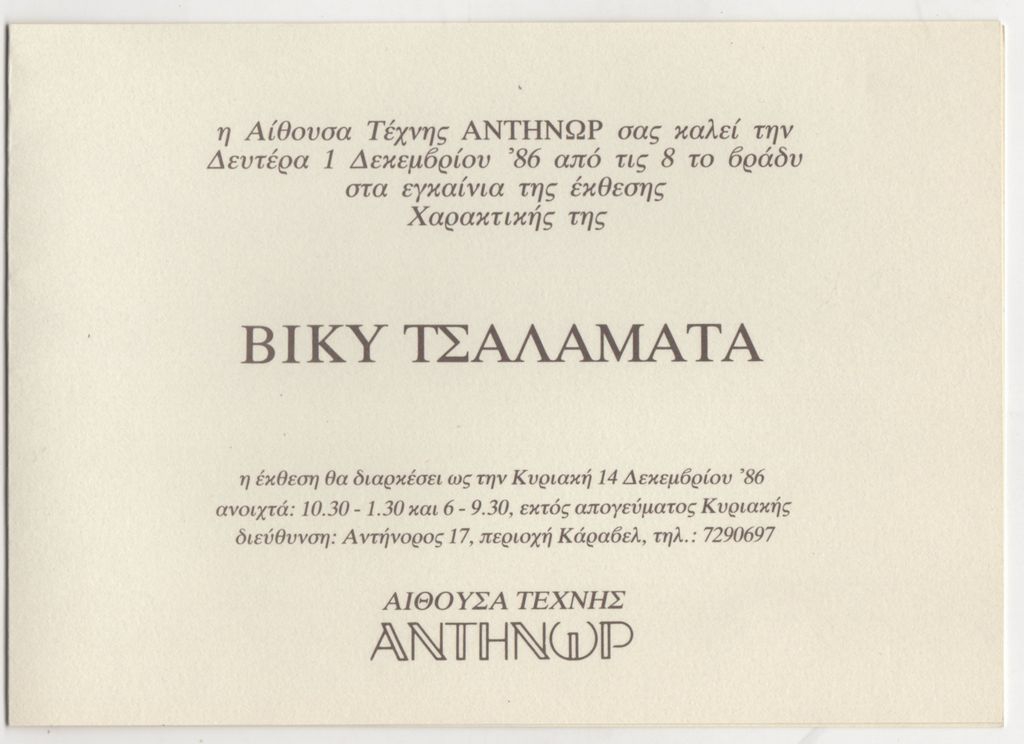 η Αίθουσα Τέχνης ΑΝΤΗΝΩΡ σας καλεί την
Δευτέρα 1 Δεκεμβρίου '86 από τις 8 το βράδυ
στα εγκαίνια της έκθεσης
Χαρακτικής της
ΒΙΚΥ ΤΣΑΛΑΜΑΤΑ
η έκθεση θα διαρκέσει ως την Κυριακή 14 Δεκεμβρίου '86
ανοιχτά: 10.30 - 1.30 και 6 - 9.30, εκτός απογεύματος Κυριακής
διεύθυνση: Αντήνορος 17, περιοχή Κάραβελ, τηλ.: 7290697
ΑΙΘΟΥΣΑ ΤΕΧΝΗΣ
ΑΝΤΗΝΩΡ